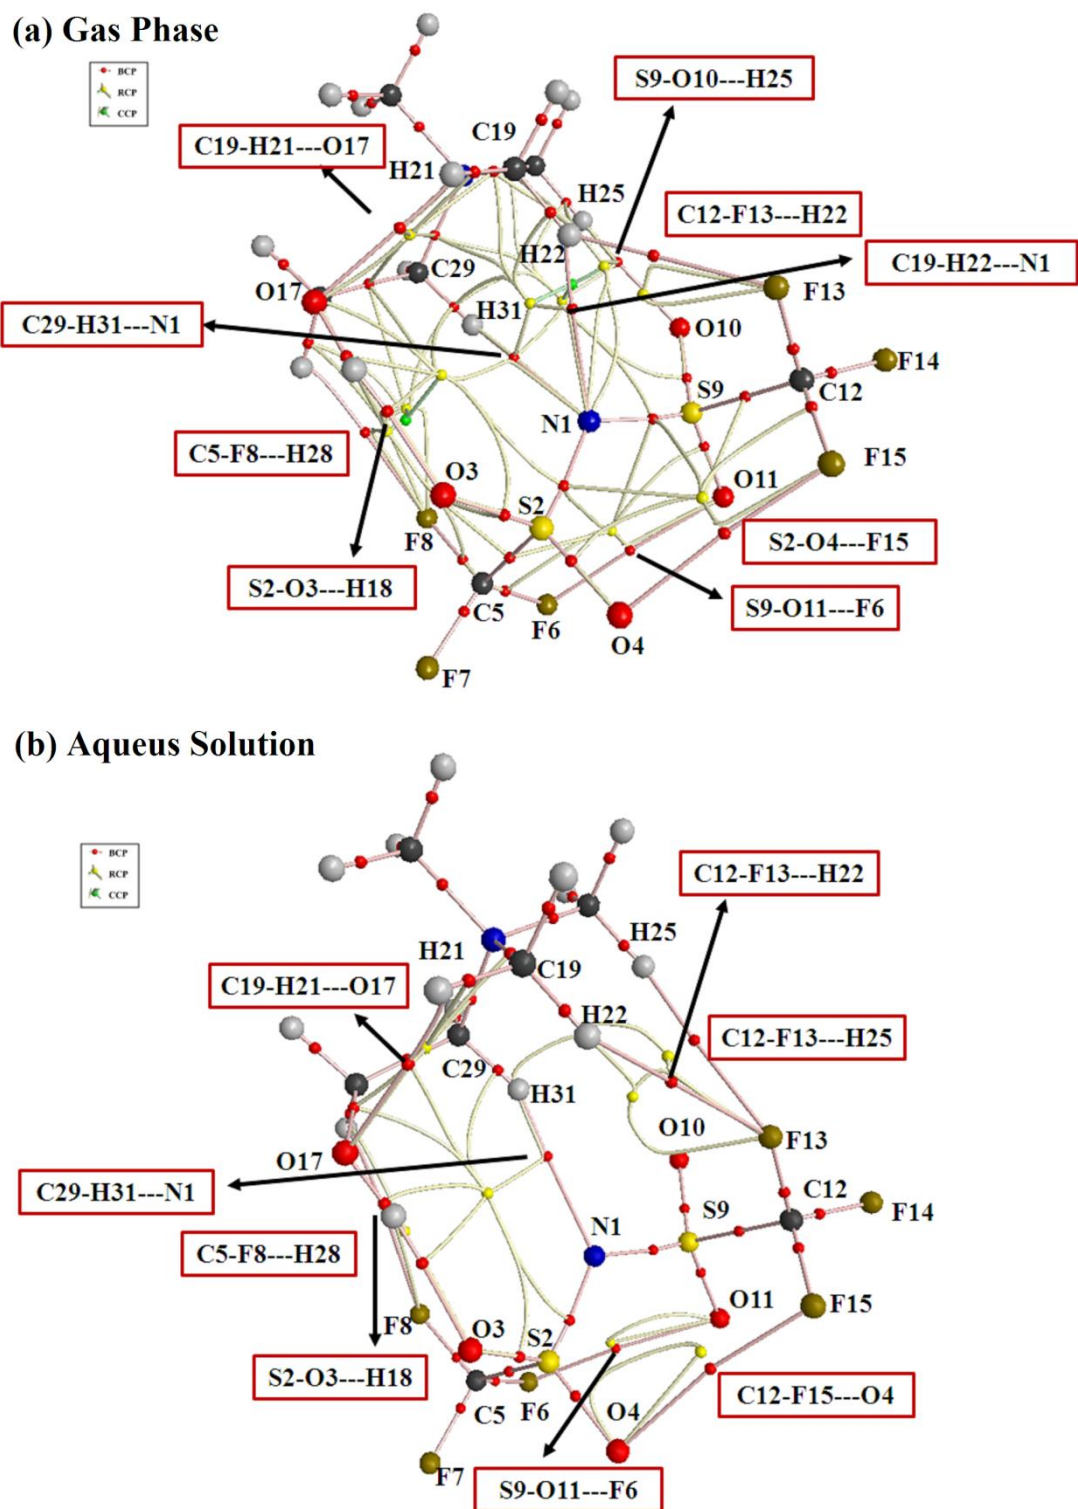 (a) Gas Phase
BCP
RCP
CCP
S9-O10---H25
C19-H21---O17
C19
H21
H25
C12-F13---H22
H22
C19-H22---N1
C29
O17
H31
F13
C29-H31---N1
O10
F14
S9
C12
N1
C5-F8---H28
O3
F15
O11
S2
F8
S2-O4---F15
S2-O3---H18
C5
S9-O11---F6
F6
O4
F7
(b) Aqueus Solution
BCP
RCP
CCP
C12-F13---H22
H25
H21
C19-H21---O17
C19
H22
C12-F13---H25
C29
H31
O10
F13
O17
C29-H31---N1
C12
S9
F14
N1
C5-F8---H28
O11
F15
F8
O3
S2
S2-O3---H18
C12-F15---O4
C5
F6
O4
F7
S9-O11---F6